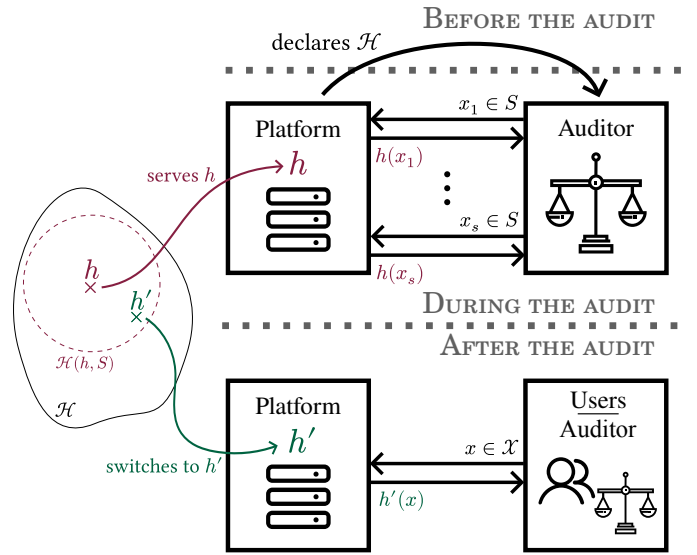 BEFORE THE AUDIT
declares ℋ
x₁ ∈ S
Platform
Auditor
h
h(x₁)
serves h
⋮
x_s ∈ S
h(x_s)
h
h′
ℋ(h, S)
ℋ
DURING THE AUDIT
AFTER THE AUDIT
Platform
Users
Auditor
h′
x ∈ 𝒳
switches to h′
h′(x)